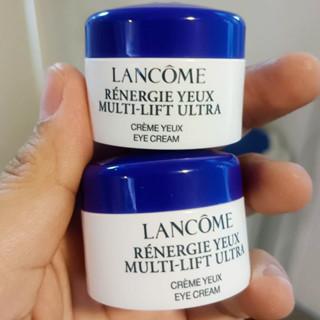 LANCÔME
RÉNERGIE YEUX
MULTI-LIFT ULTRA
CRÈME YEUX
EYE CREAM
LANCÔME
RÉNERGIE YEUX
MULTI-LIFT ULTRA
CRÈME YEUX
EYE CREAM